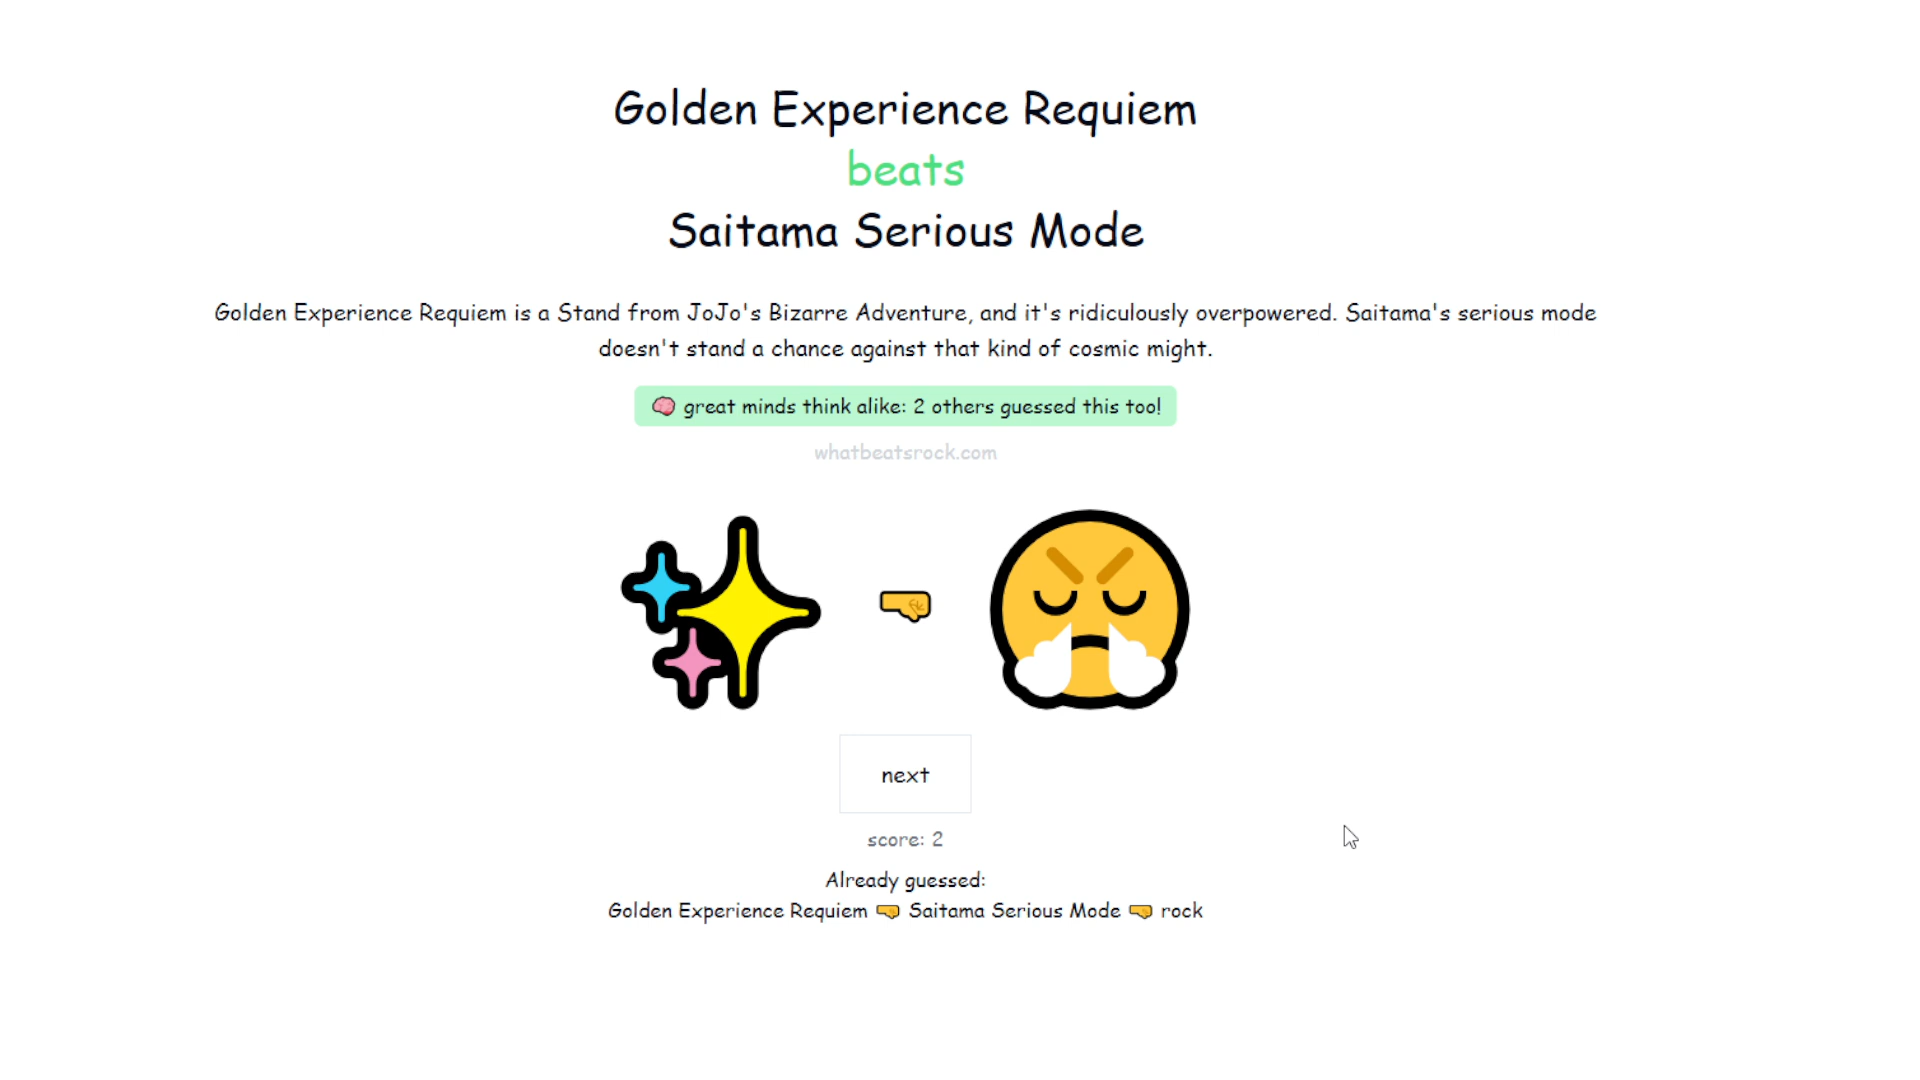 Golden Experience Requiem
beats
Saitama Serious Mode
Golden Experience Requiem is a Stand from JoJo's Bizarre Adventure, and it's ridiculously overpowered. Saitama's serious mode
doesn't stand a chance against that kind of cosmic might.
🧠 great minds think alike: 2 others guessed this too!
whatbeatsrock.com
next
score: 2
Already guessed:
Golden Experience Requiem 🤜 Saitama Serious Mode 🤜 rock